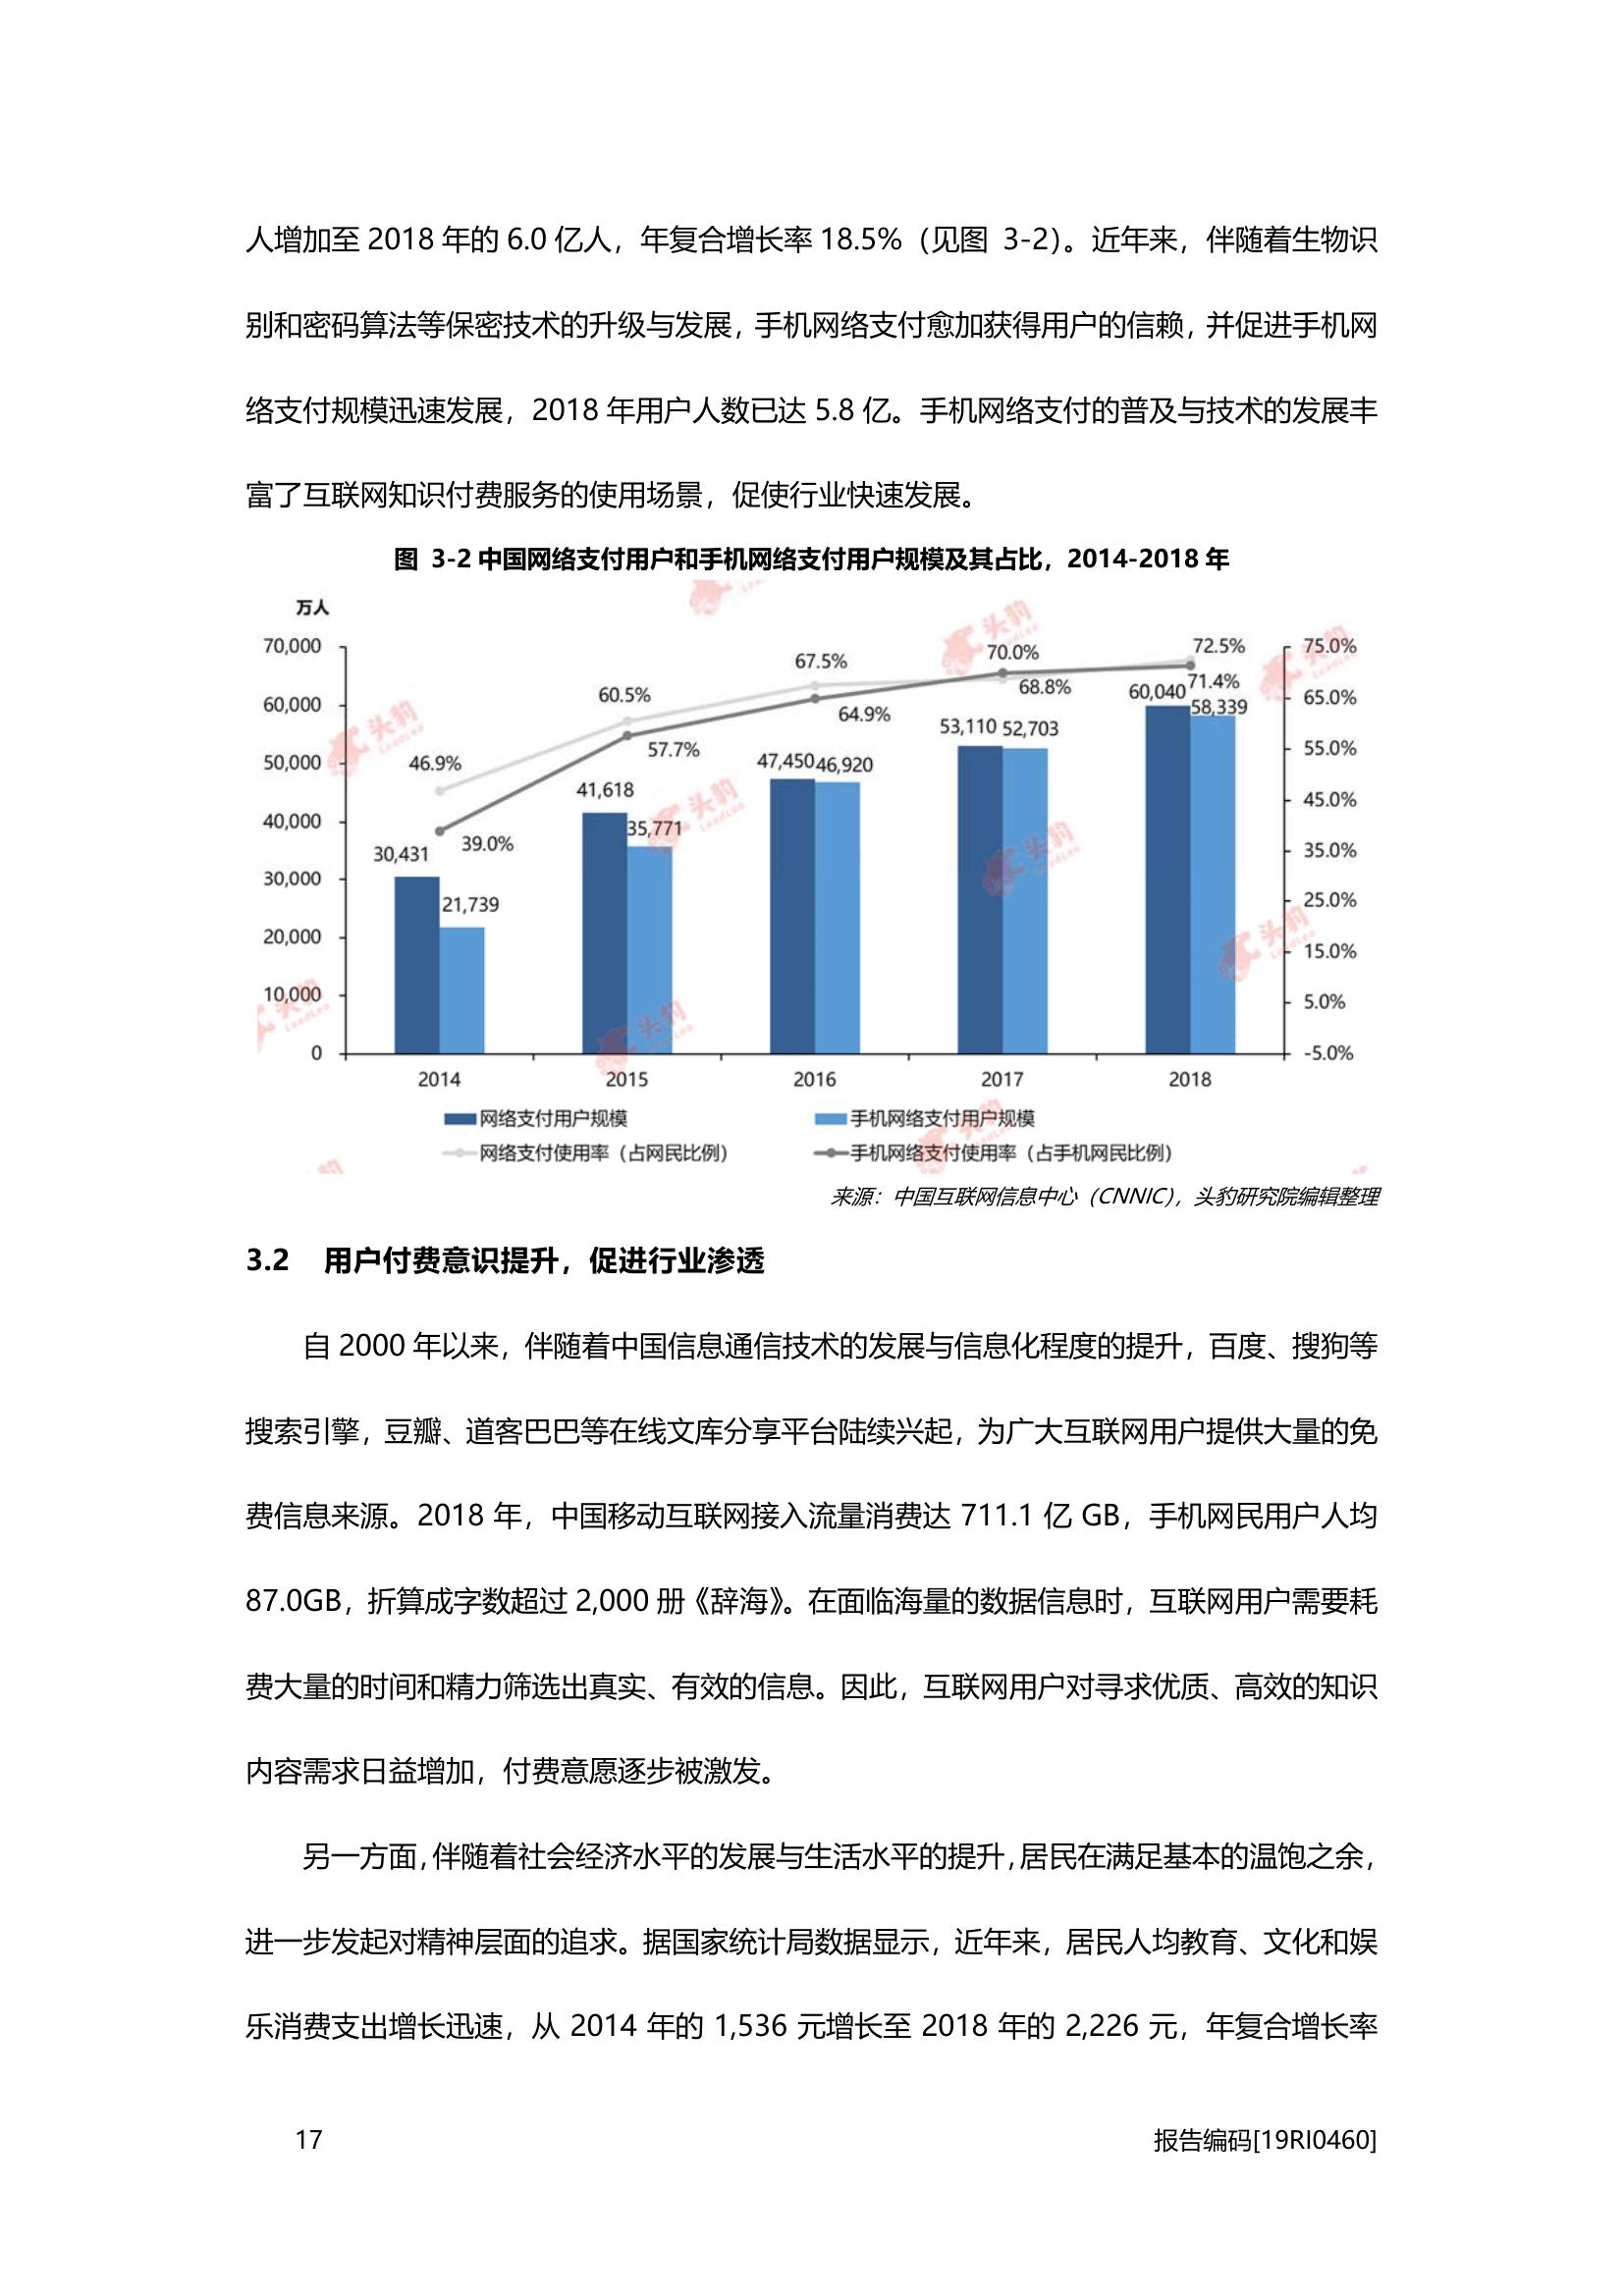 人增加至 2018 年的 6.0 亿人，年复合增长率 18.5%（见图 3-2）。近年来，伴随着生物识
别和密码算法等保密技术的升级与发展，手机网络支付愈加获得用户的信赖，并促进手机网
络支付规模迅速发展，2018 年用户人数已达 5.8 亿。手机网络支付的普及与技术的发展丰
富了互联网知识付费服务的使用场景，促使行业快速发展。
图 3-2 中国网络支付用户和手机网络支付用户规模及其占比，2014-2018 年
万人
70,000
60,000
50,000
40,000
30,000
20,000
10,000
0
75.0%
65.0%
55.0%
45.0%
35.0%
25.0%
15.0%
5.0%
-5.0%
46.9%
60.5%
67.5%
68.8%
72.5%
39.0%
57.7%
64.9%
70.0%
71.4%
30,431
21,739
41,618
35,771
47,450
46,920
53,110
52,703
60,040
58,339
2014
2015
2016
2017
2018
网络支付用户规模
手机网络支付用户规模
网络支付使用率（占网民比例）
手机网络支付使用率（占手机网民比例）
头豹
LeadLeo
来源：中国互联网信息中心（CNNIC），头豹研究院编辑整理
3.2 用户付费意识提升，促进行业渗透
自 2000 年以来，伴随着中国信息通信技术的发展与信息化程度的提升，百度、搜狗等
搜索引擎，豆瓣、道客巴巴等在线文库分享平台陆续兴起，为广大互联网用户提供大量的免
费信息来源。2018 年，中国移动互联网接入流量消费达 711.1 亿 GB，手机网民用户人均
87.0GB，折算成字数超过 2,000 册《辞海》。在面临海量的数据信息时，互联网用户需要耗
费大量的时间和精力筛选出真实、有效的信息。因此，互联网用户对寻求优质、高效的知识
内容需求日益增加，付费意愿逐步被激发。
另一方面，伴随着社会经济水平的发展与生活水平的提升，居民在满足基本的温饱之余，
进一步发起对精神层面的追求。据国家统计局数据显示，近年来，居民人均教育、文化和娱
乐消费支出增长迅速，从 2014 年的 1,536 元增长至 2018 年的 2,226 元，年复合增长率
17
报告编码[19RI0460]